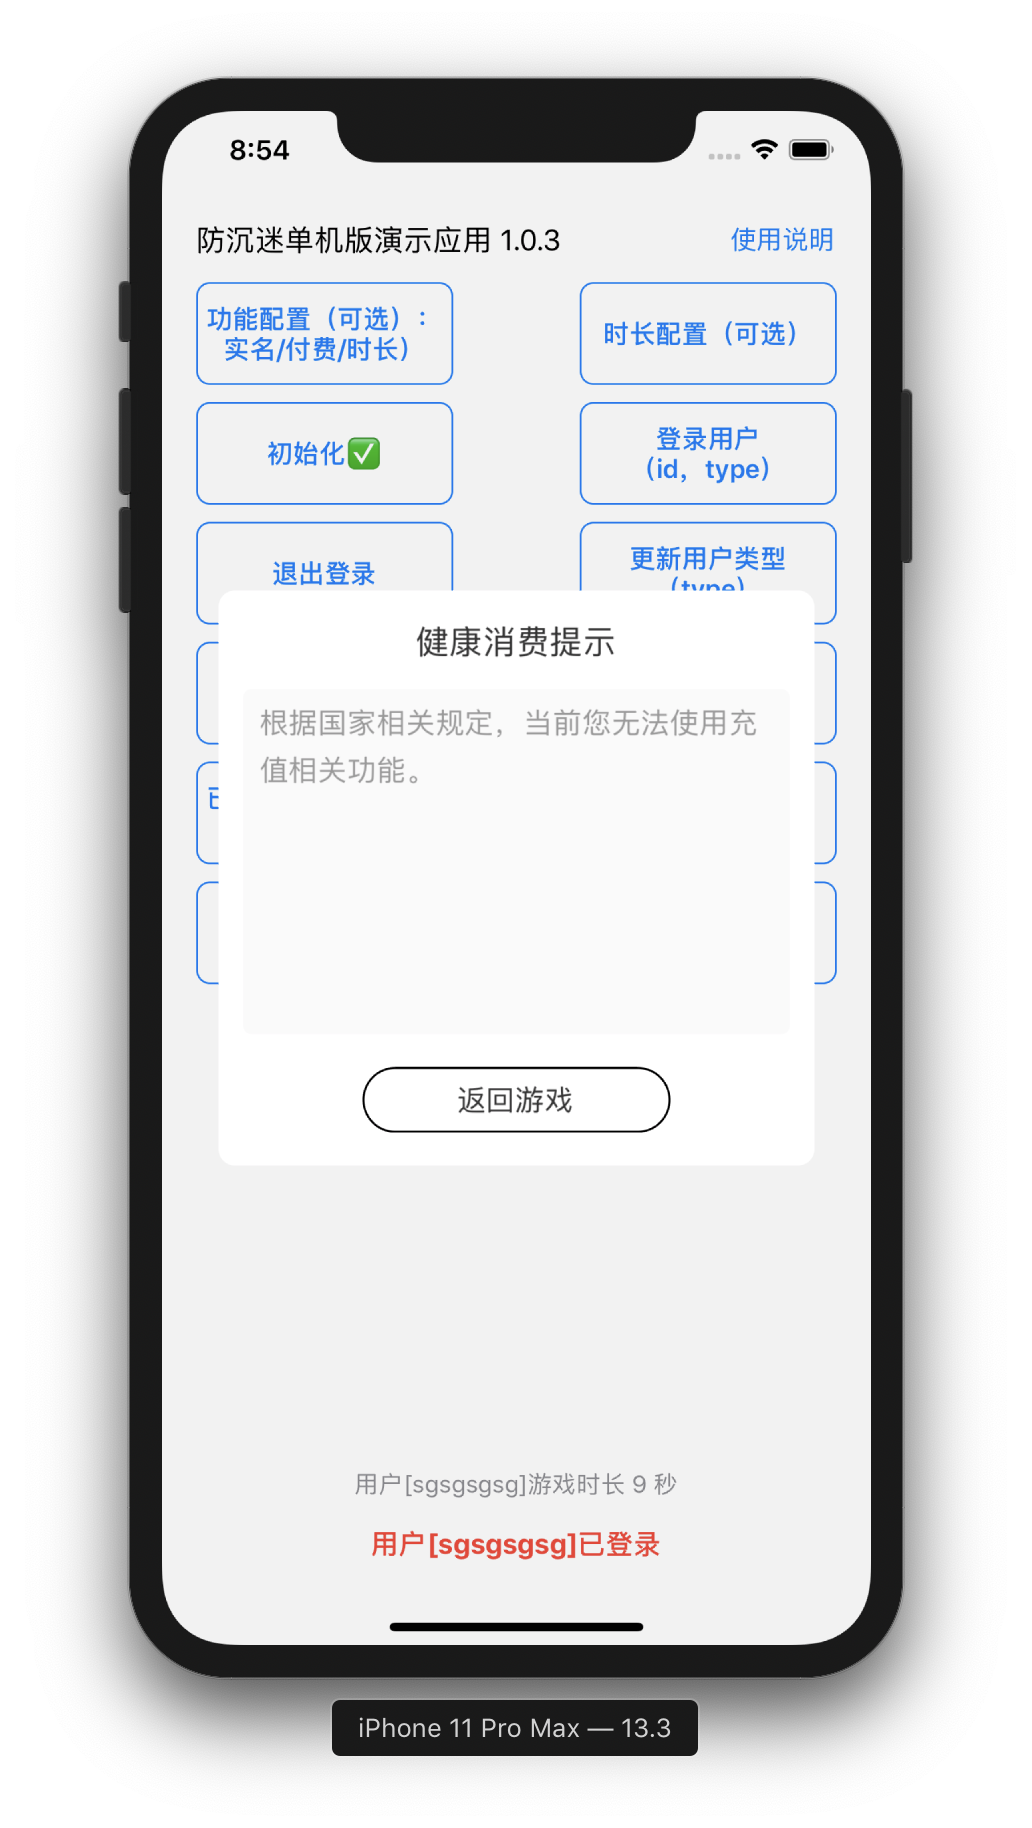 8:54
防沉迷单机版演示应用 1.0.3
使用说明
功能配置（可选）：
实名/付费/时长）
时长配置（可选）
初始化✅
登录用户
（id，type）
退出登录
更新用户类型
（type）
健康消费提示
根据国家相关规定，当前您无法使用充
值相关功能。
返回游戏
用户[sgsgsgsg]游戏时长 9 秒
用户[sgsgsgsg]已登录
iPhone 11 Pro Max — 13.3